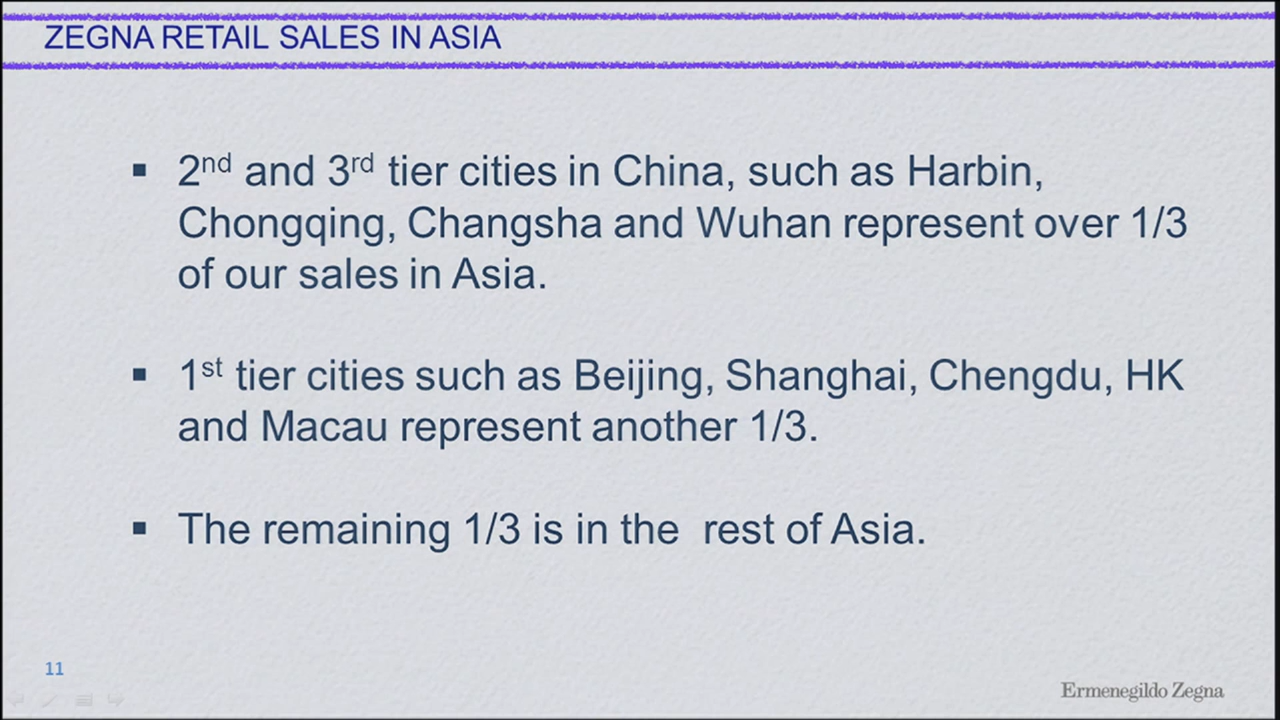 ZEGNA RETAIL SALES IN ASIA
▪ 2nd and 3rd tier cities in China, such as Harbin,
Chongqing, Changsha and Wuhan represent over 1/3
of our sales in Asia.
▪ 1st tier cities such as Beijing, Shanghai, Chengdu, HK
and Macau represent another 1/3.
▪ The remaining 1/3 is in the  rest of Asia.
11
Ermenegildo Zegna